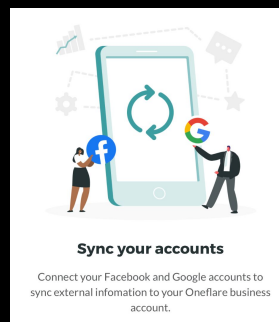 Sync your accounts
Connect your Facebook and Google accounts to
sync external infomation to your Oneflare business
account.